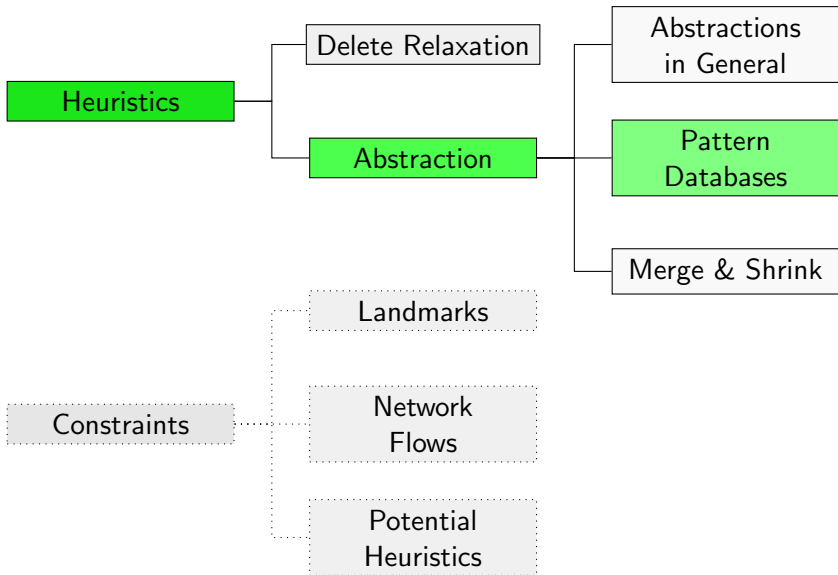 Heuristics
Delete Relaxation
Abstraction
Abstractions
in General
Pattern
Databases
Merge & Shrink
Constraints
Landmarks
Network
Flows
Potential
Heuristics